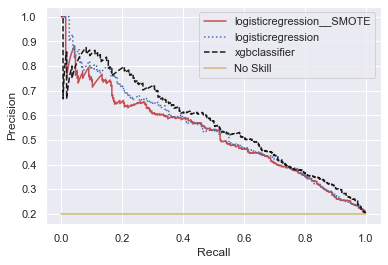 logisticregression__SMOTE
logisticregression
xgbclassifier
No Skill
1.0
0.9
0.8
0.7
0.6
0.5
0.4
0.3
0.2
Precision
0.0 0.2 0.4 0.6 0.8 1.0
Recall